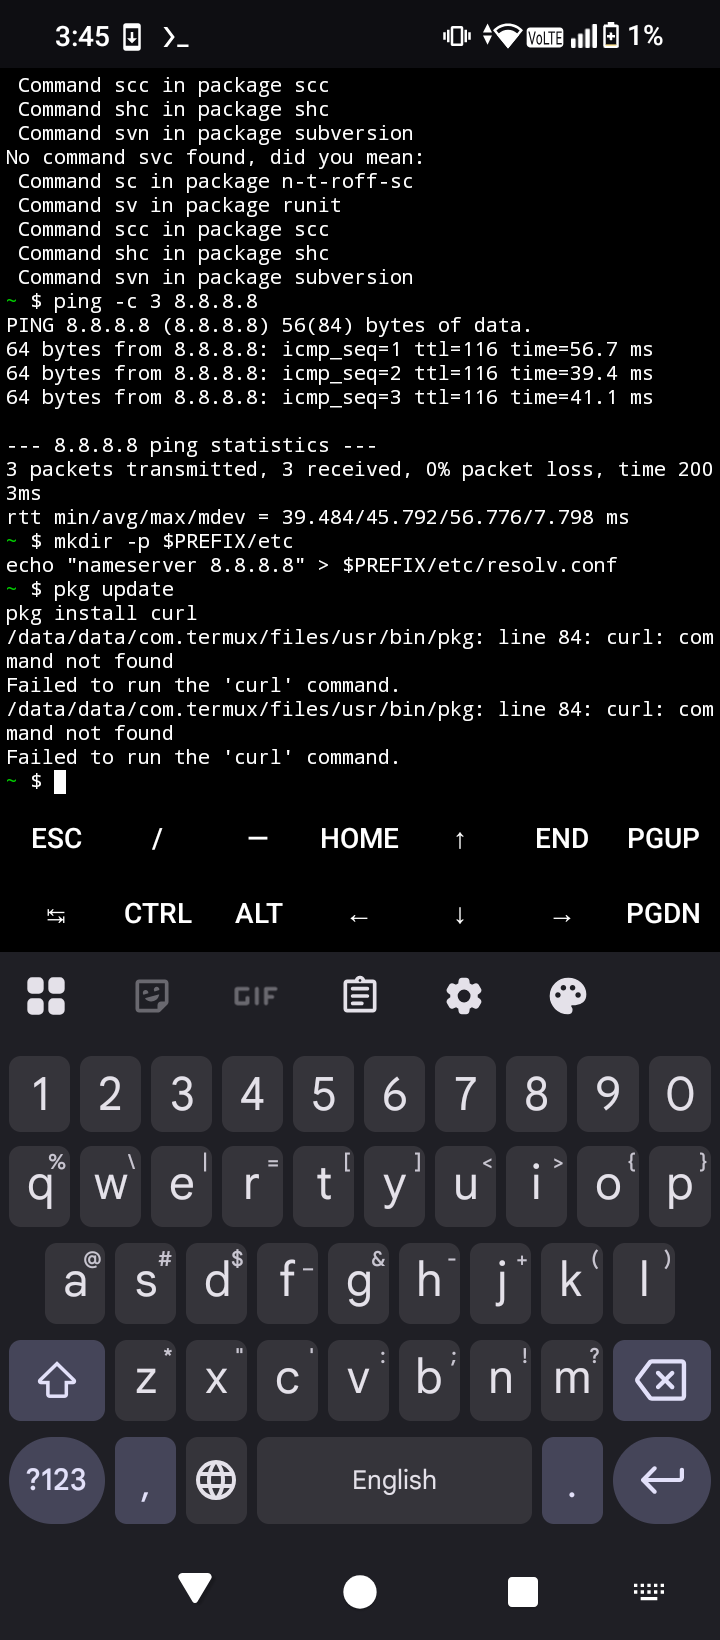 3:45 VoLTE 1%
Command scc in package scc
Command shc in package shc
Command svn in package subversion
No command svc found, did you mean:
Command sc in package n-t-roff-sc
Command sv in package runit
Command scc in package scc
Command shc in package shc
Command svn in package subversion
~ $ ping -c 3 8.8.8.8
PING 8.8.8.8 (8.8.8.8) 56(84) bytes of data.
64 bytes from 8.8.8.8: icmp_seq=1 ttl=116 time=56.7 ms
64 bytes from 8.8.8.8: icmp_seq=2 ttl=116 time=39.4 ms
64 bytes from 8.8.8.8: icmp_seq=3 ttl=116 time=41.1 ms
--- 8.8.8.8 ping statistics ---
3 packets transmitted, 3 received, 0% packet loss, time 200
3ms
rtt min/avg/max/mdev = 39.484/45.792/56.776/7.798 ms
~ $ mkdir -p $PREFIX/etc
echo "nameserver 8.8.8.8" > $PREFIX/etc/resolv.conf
~ $ pkg update
pkg install curl
/data/data/com.termux/files/usr/bin/pkg: line 84: curl: com
mand not found
Failed to run the 'curl' command.
/data/data/com.termux/files/usr/bin/pkg: line 84: curl: com
mand not found
Failed to run the 'curl' command.
~ $
ESC / — HOME ↑ END PGUP
↹ CTRL ALT ← ↓ → PGDN
GIF
1 2 3 4 5 6 7 8 9 0
% \ | = [ ] < > { }
q w e r t y u i o p
@ # $ _ & - + ( )
a s d f g h j k l
* " ' : ; ! ?
z x c v b n m
?123 , English .